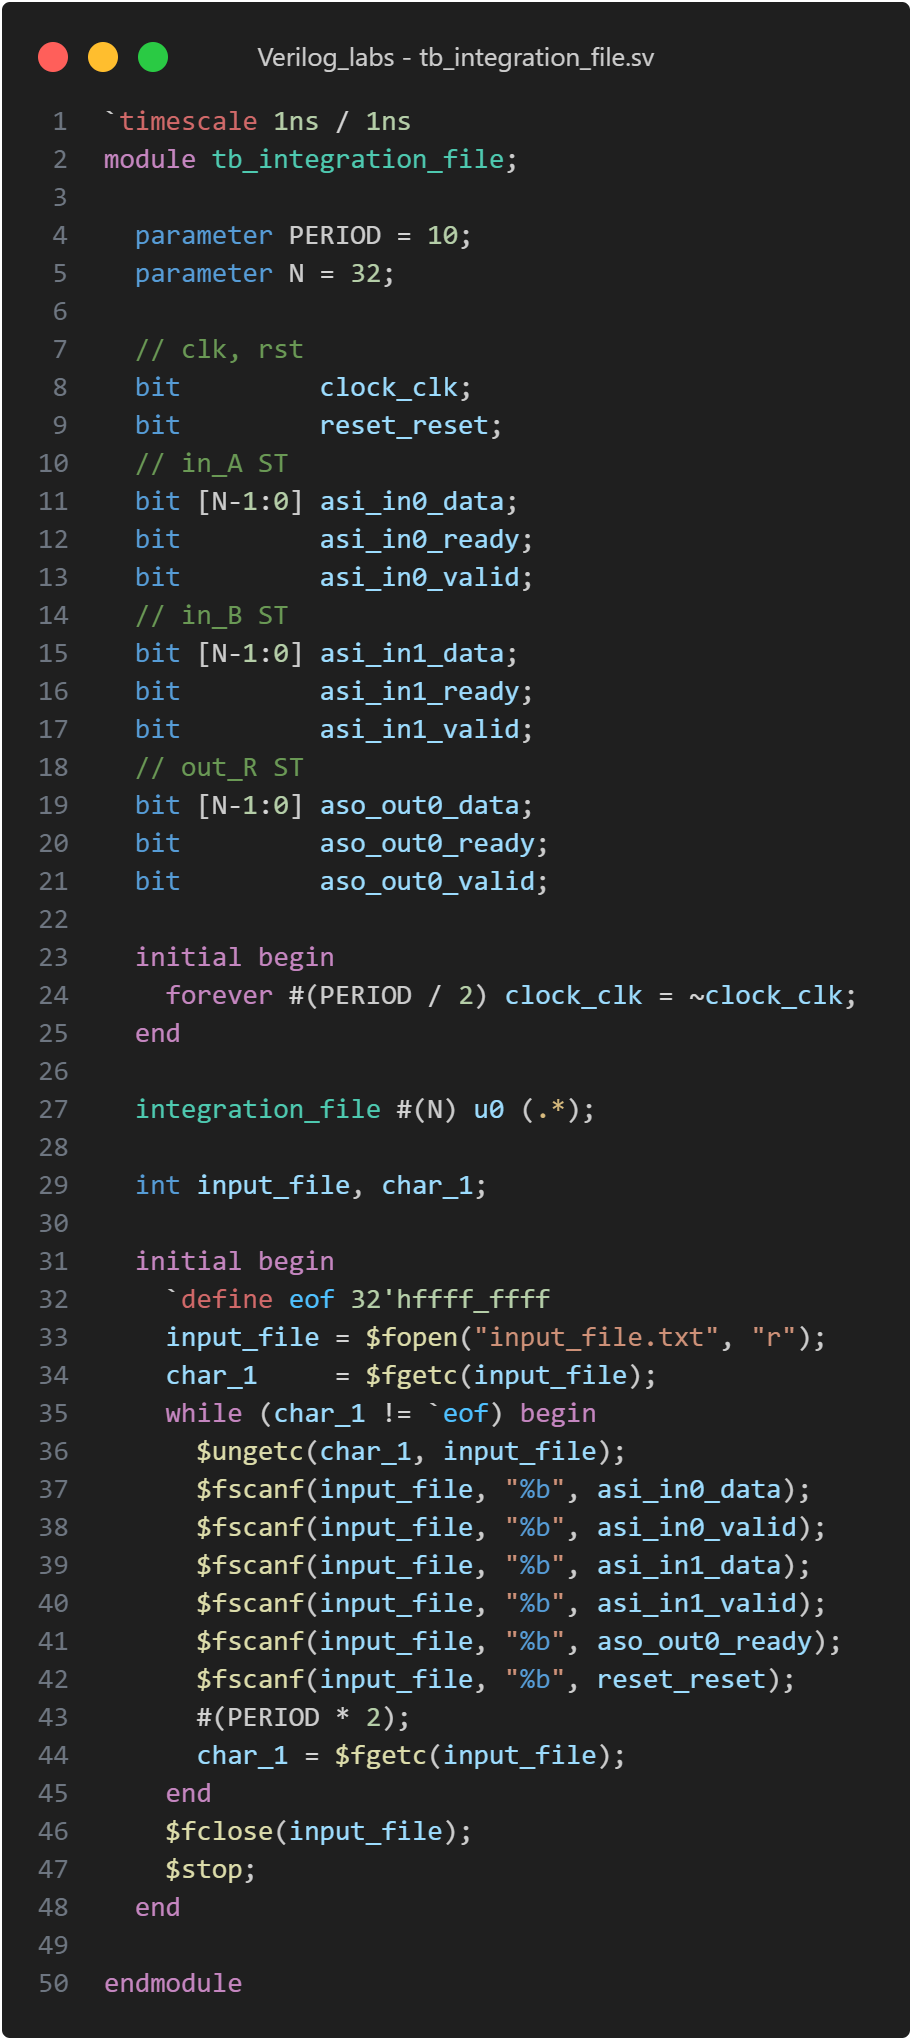 Verilog_labs - tb_integration_file.sv
1 `timescale 1ns / 1ns
2 module tb_integration_file;
3
4   parameter PERIOD = 10;
5   parameter N = 32;
6
7   // clk, rst
8   bit         clock_clk;
9   bit         reset_reset;
10   // in_A ST
11   bit [N-1:0] asi_in0_data;
12   bit         asi_in0_ready;
13   bit         asi_in0_valid;
14   // in_B ST
15   bit [N-1:0] asi_in1_data;
16   bit         asi_in1_ready;
17   bit         asi_in1_valid;
18   // out_R ST
19   bit [N-1:0] aso_out0_data;
20   bit         aso_out0_ready;
21   bit         aso_out0_valid;
22
23   initial begin
24     forever #(PERIOD / 2) clock_clk = ~clock_clk;
25   end
26
27   integration_file #(N) u0 (.*);
28
29   int input_file, char_1;
30
31   initial begin
32     `define eof 32'hffff_ffff
33     input_file = $fopen("input_file.txt", "r");
34     char_1     = $fgetc(input_file);
35     while (char_1 != `eof) begin
36       $ungetc(char_1, input_file);
37       $fscanf(input_file, "%b", asi_in0_data);
38       $fscanf(input_file, "%b", asi_in0_valid);
39       $fscanf(input_file, "%b", asi_in1_data);
40       $fscanf(input_file, "%b", asi_in1_valid);
41       $fscanf(input_file, "%b", aso_out0_ready);
42       $fscanf(input_file, "%b", reset_reset);
43       #(PERIOD * 2);
44       char_1 = $fgetc(input_file);
45     end
46     $fclose(input_file);
47     $stop;
48   end
49
50 endmodule